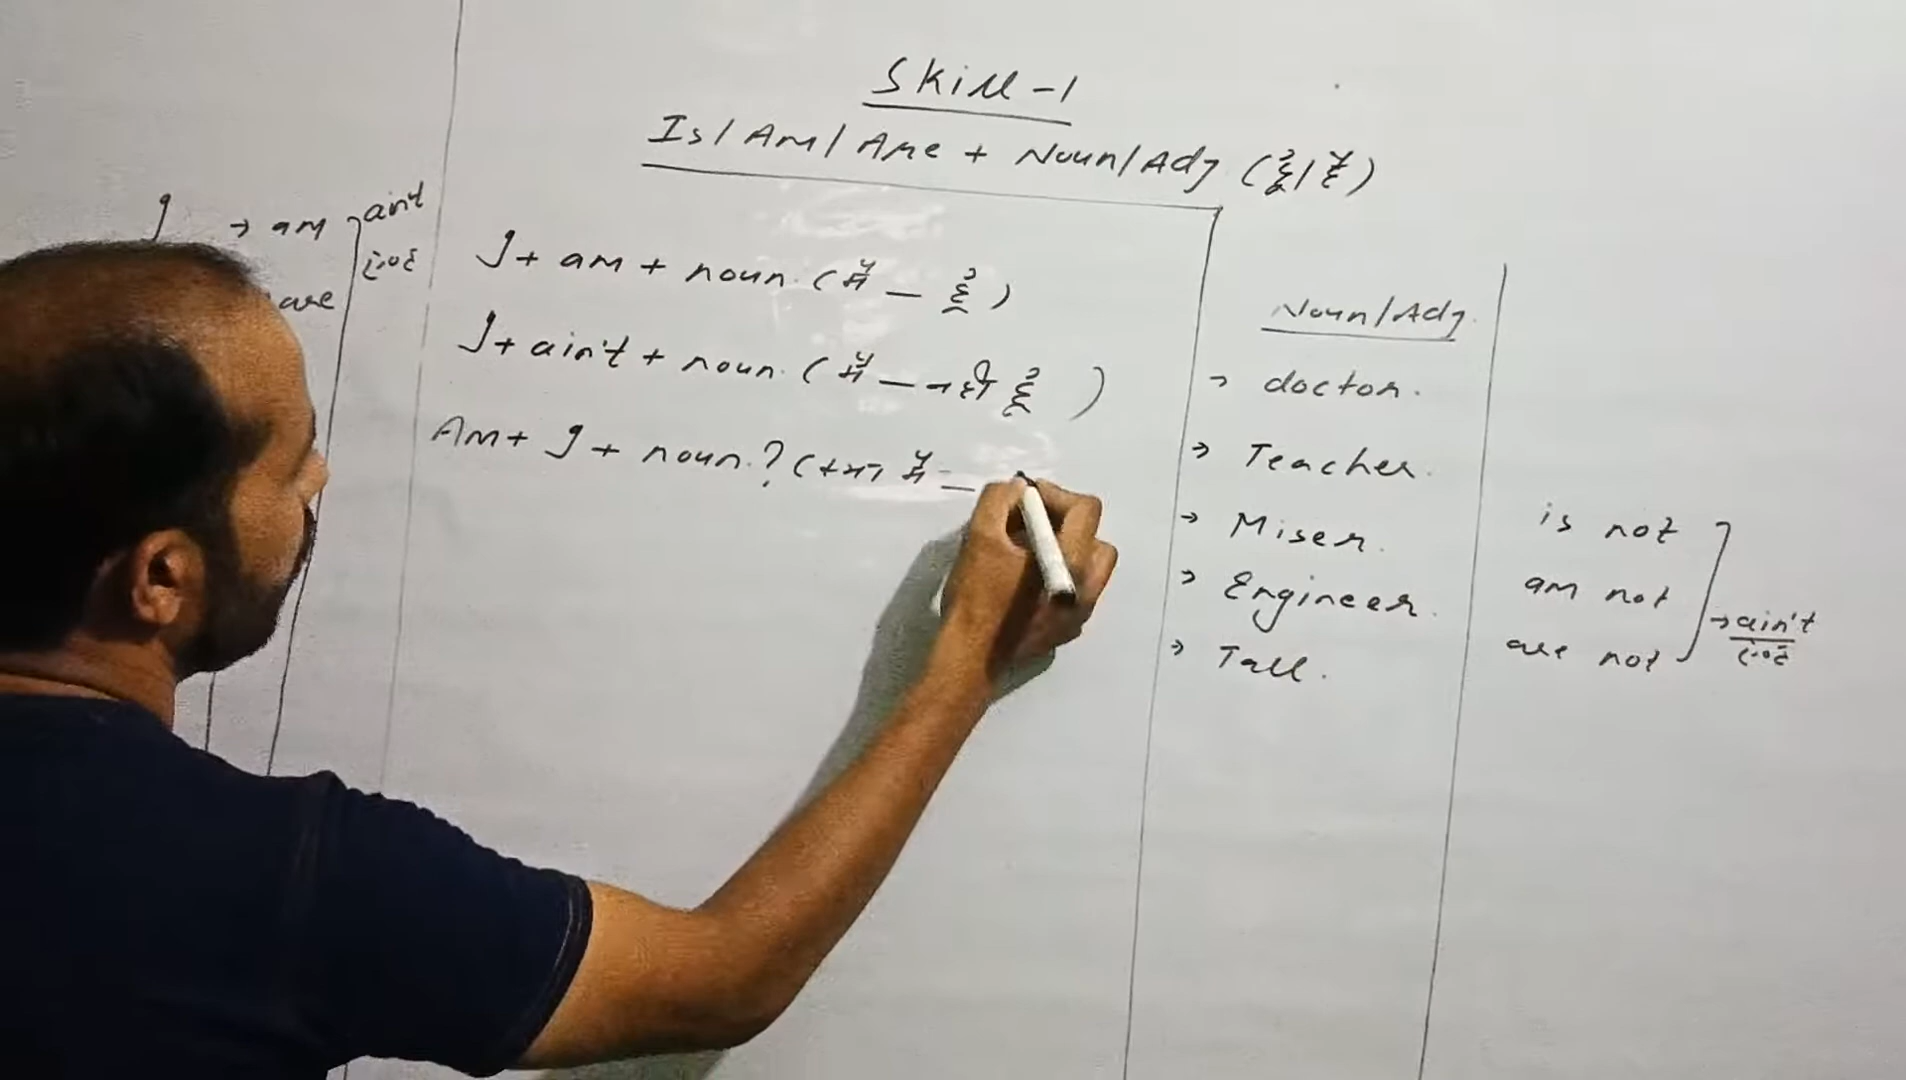 Skill-1
Is/Am/Are + Noun/Adj (हूँ/है)
I → am ain't
are
I + am + noun. (मैं — हूँ)
I + ain't + noun. (मैं — नहीं हूँ)
Am + I + noun.? (क्या मैं —
Noun/Adj.
→ doctor.
→ Teacher.
→ Miser.
→ Engineer.
→ Tall.
is not
am not
are not
→ ain't